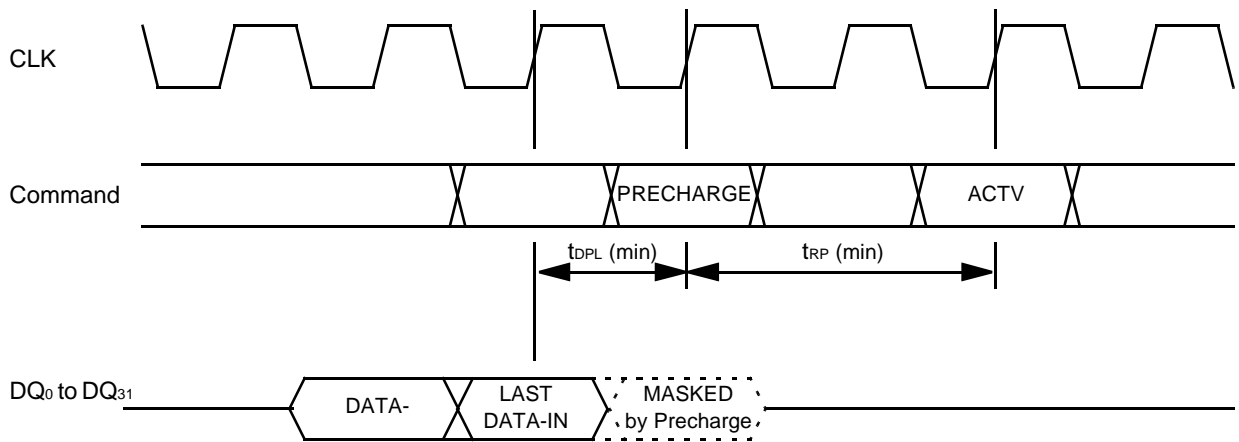 CLK
Command
PRECHARGE
ACTV
tDPL (min)
tRP (min)
DQ0 to DQ31
DATA-
LAST
DATA-IN
MASKED
by Precharge